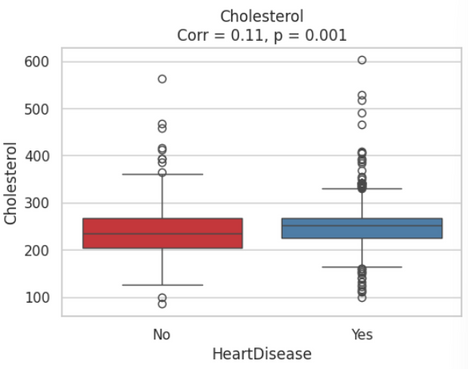 Cholesterol
Corr = 0.11, p = 0.001
600
500
400
300
200
100
Cholesterol
No
Yes
HeartDisease